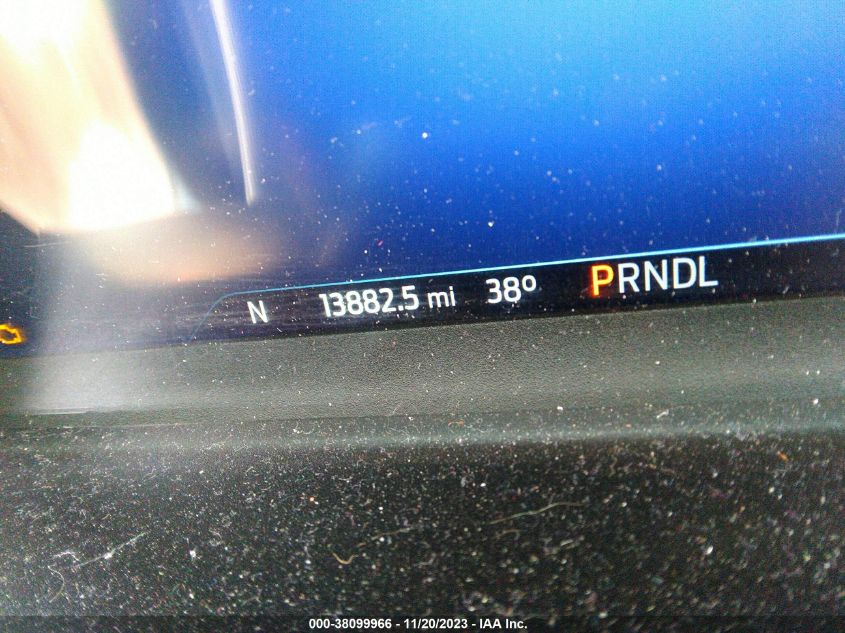 N 13882.5 mi 38° PRNDL
000-38099966 - 11/20/2023 - IAA Inc.